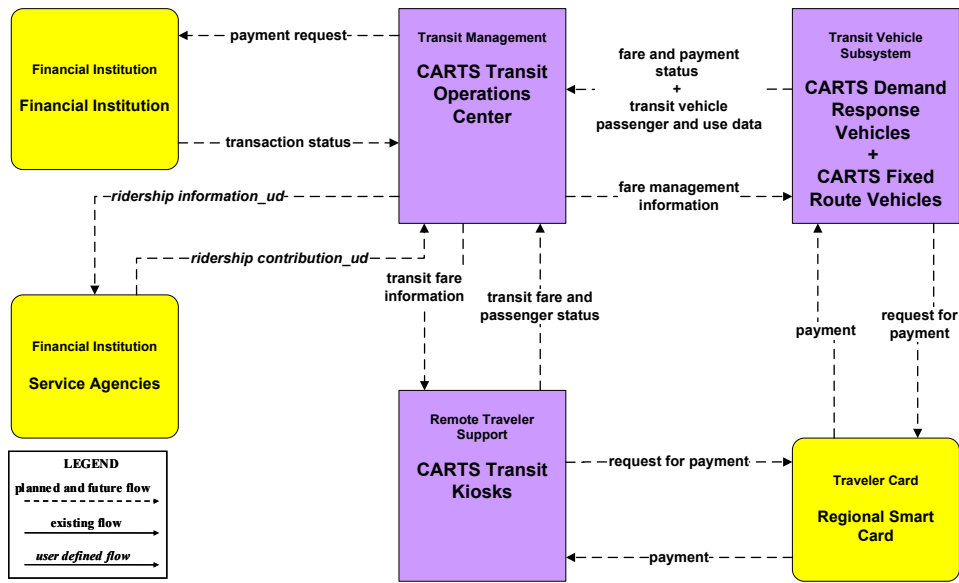 payment request
Financial Institution
Financial Institution
transaction status
Transit Management
CARTS Transit
Operations
Center
fare and payment
status
+
transit vehicle
passenger and use data
Transit Vehicle
Subsystem
CARTS Demand
Response
Vehicles
+
CARTS Fixed
Route Vehicles
ridership information_ud
fare management
information
ridership contribution_ud
transit fare
information
transit fare and
passenger status
payment
request for
payment
Financial Institution
Service Agencies
Remote Traveler
Support
CARTS Transit
Kiosks
request for payment
payment
Traveler Card
Regional Smart
Card
LEGEND
planned and future flow
existing flow
user defined flow